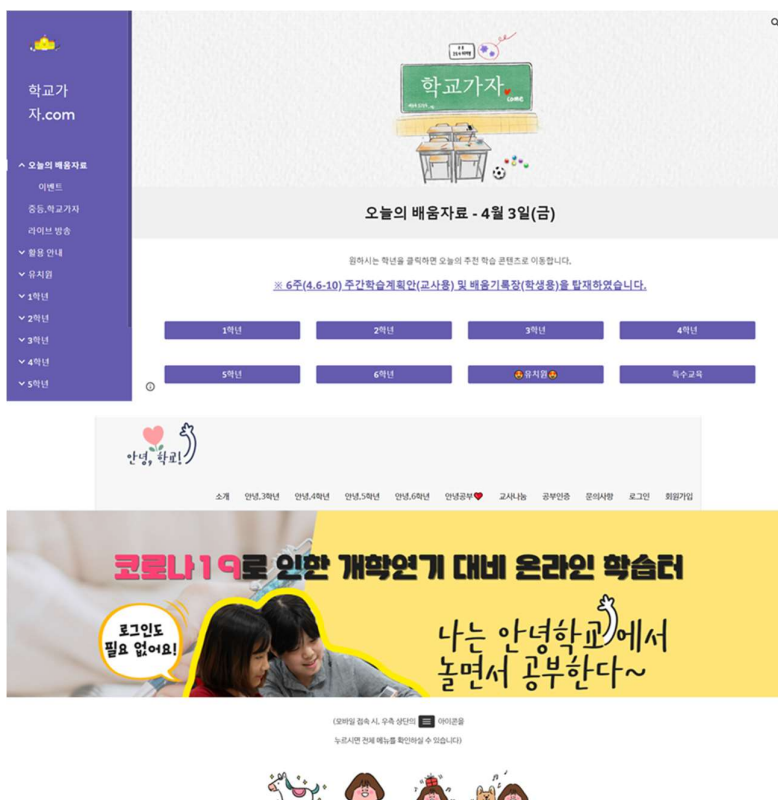 학교가
자.com
오늘의 배움자료
이벤트
중등,학교가자
라이브 방송
활용 안내
유치원
1학년
2학년
3학년
4학년
5학년
학교가자
.com
오늘의 배움자료 - 4월 3일(금)
원하시는 학년을 클릭하면 오늘의 추천 학습 콘텐츠로 이동합니다.
※ 6주(4.6-10) 주간학습계획안(교사용) 및 배움기록장(학생용)을 탑재하였습니다.
1학년 2학년 3학년 4학년
5학년 6학년 유치원 특수교육
안녕, 학교!
소개 안녕,3학년 안녕,4학년 안녕,5학년 안녕,6학년 안녕공부 교사나눔 공부인증 문의사항 로그인 회원가입
코로나19로 인한 개학연기 대비 온라인 학습터
로그인도
필요 없어요!
나는 안녕학교에서
놀면서 공부한다~
(모바일 접속 시, 우측 상단의 아이콘을
누르시면 전체 메뉴를 확인하실 수 있습니다)